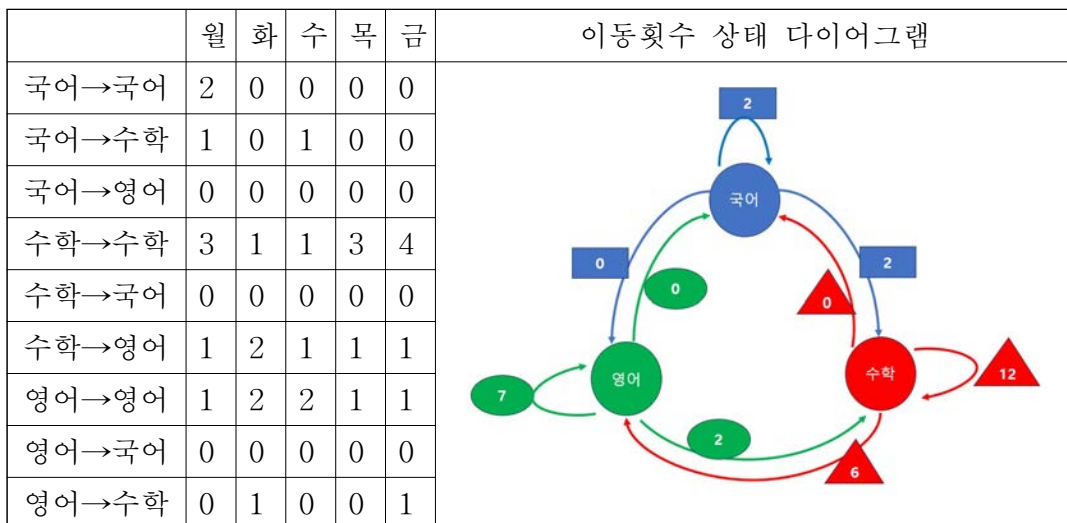 월 화 수 목 금 이동횟수 상태 다이어그램
국어→국어 2 0 0 0 0
국어→수학 1 0 1 0 0
국어→영어 0 0 0 0 0
수학→수학 3 1 1 3 4
수학→국어 0 0 0 0 0
수학→영어 1 2 1 1 1
영어→영어 1 2 2 1 1
영어→국어 0 0 0 0 0
영어→수학 0 1 0 0 1
2
국어
0 2
0 0
영어 수학 12
7
2
6